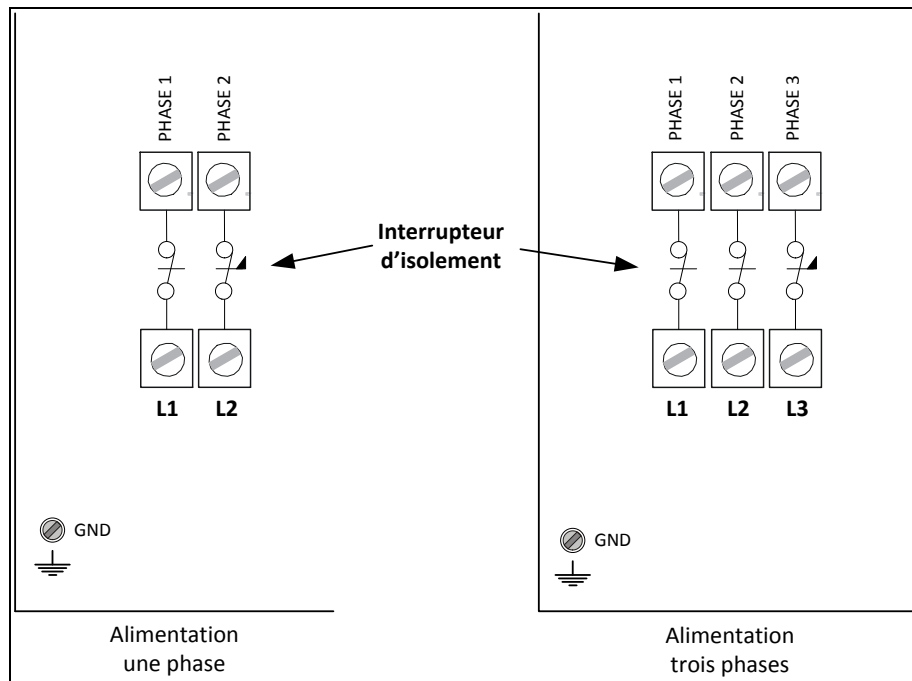 PHASE 1
PHASE 2
PHASE 1
PHASE 2
PHASE 3
Interrupteur
d'isolement
L1
L2
L1
L2
L3
GND
GND
Alimentation
une phase
Alimentation
trois phases